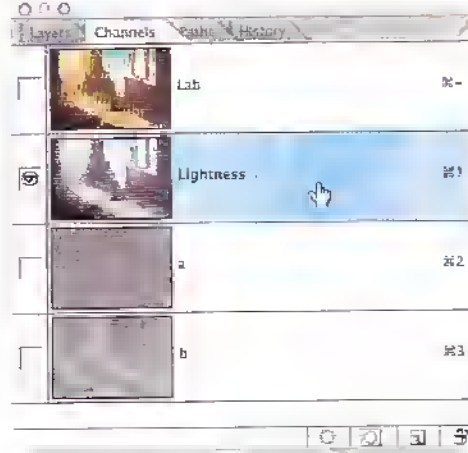 Layers Channels Paths History
Lab ⌘~
Lightness ⌘1
a ⌘2
b ⌘3